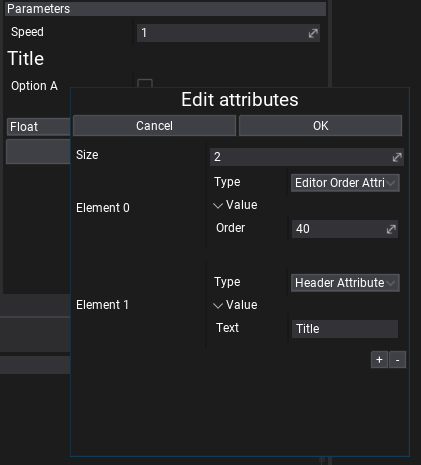 Parameters
Speed 1
Title
Option A
Edit attributes
Float Cancel OK
Size 2
Type Editor Order Attri
Element 0 Value
Order 40
Type Header Attribute
Element 1 Value
Text Title
+ -